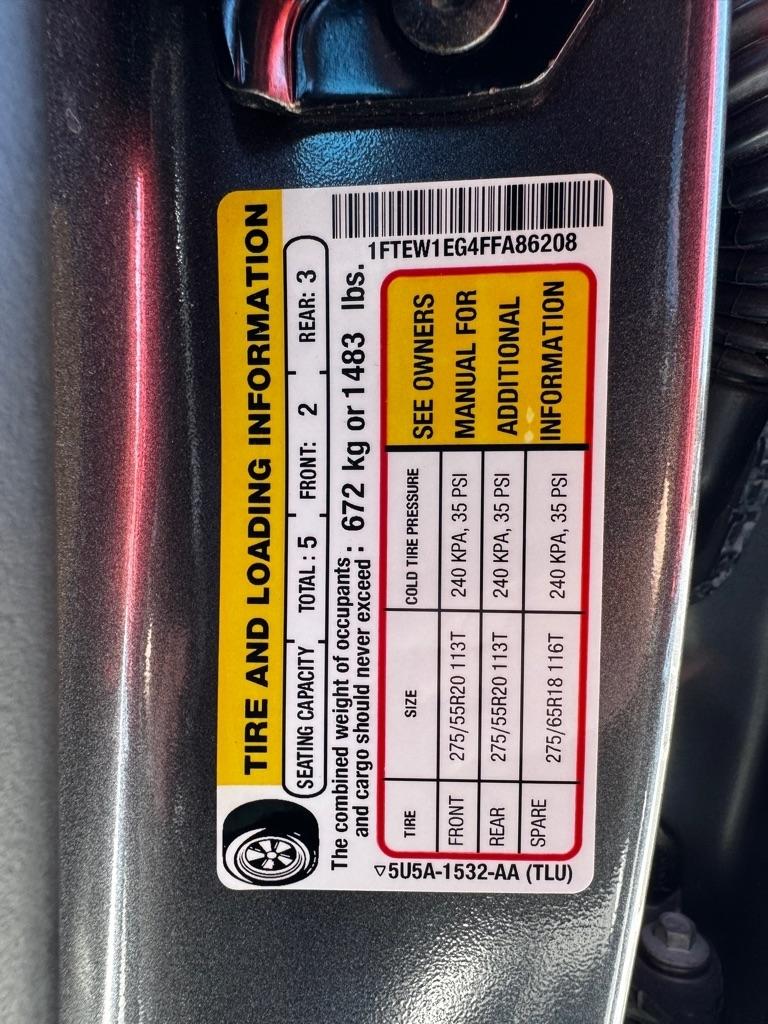 TIRE AND LOADING INFORMATION
SEATING CAPACITY TOTAL : 5 FRONT: 2 REAR: 3
The combined weight of occupants
and cargo should never exceed : 672 kg or 1483 lbs.
TIRE SIZE COLD TIRE PRESSURE
FRONT 275/55R20 113T 240 KPA, 35 PSI
REAR 275/55R20 113T 240 KPA, 35 PSI
SPARE 275/65R18 116T 240 KPA, 35 PSI
SEE OWNERS
MANUAL FOR
ADDITIONAL
INFORMATION
5U5A-1532-AA (TLU)
1FTEW1EG4FFA86208